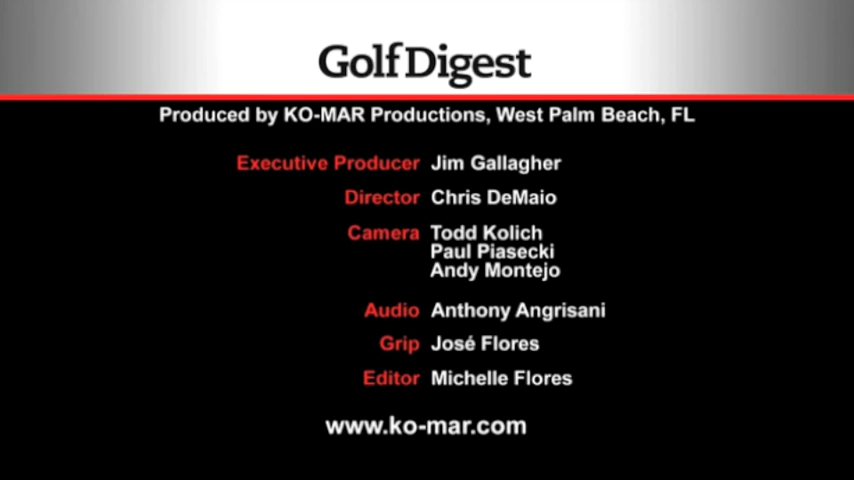 Golf Digest
Produced by KO-MAR Productions, West Palm Beach, FL
Executive Producer Jim Gallagher
Director Chris DeMaio
Camera Todd Kolich
Paul Piasecki
Andy Montejo
Audio Anthony Angrisani
Grip José Flores
Editor Michelle Flores
www.ko-mar.com